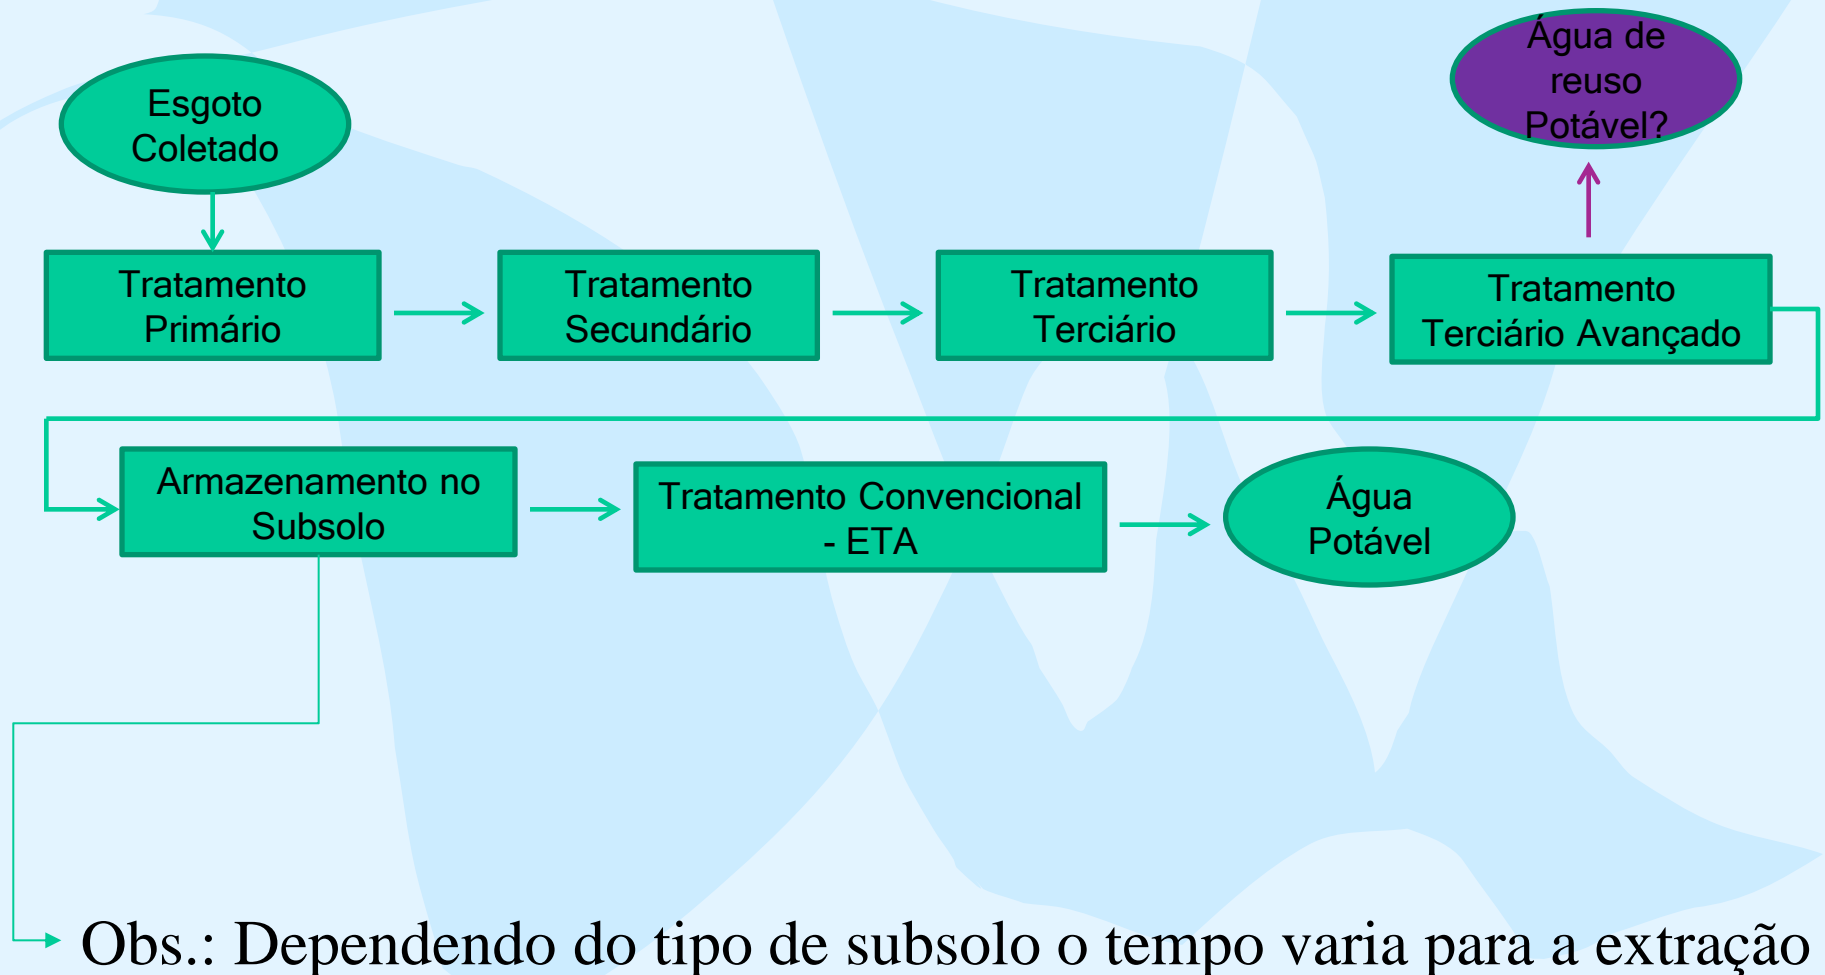 Esgoto
Coletado
Água de
reuso
Potável?
Tratamento
Primário
Tratamento
Secundário
Tratamento
Terciário
Tratamento
Terciário Avançado
Armazenamento no
Subsolo
Tratamento Convencional
- ETA
Água
Potável
Obs.: Dependendo do tipo de subsolo o tempo varia para a extração